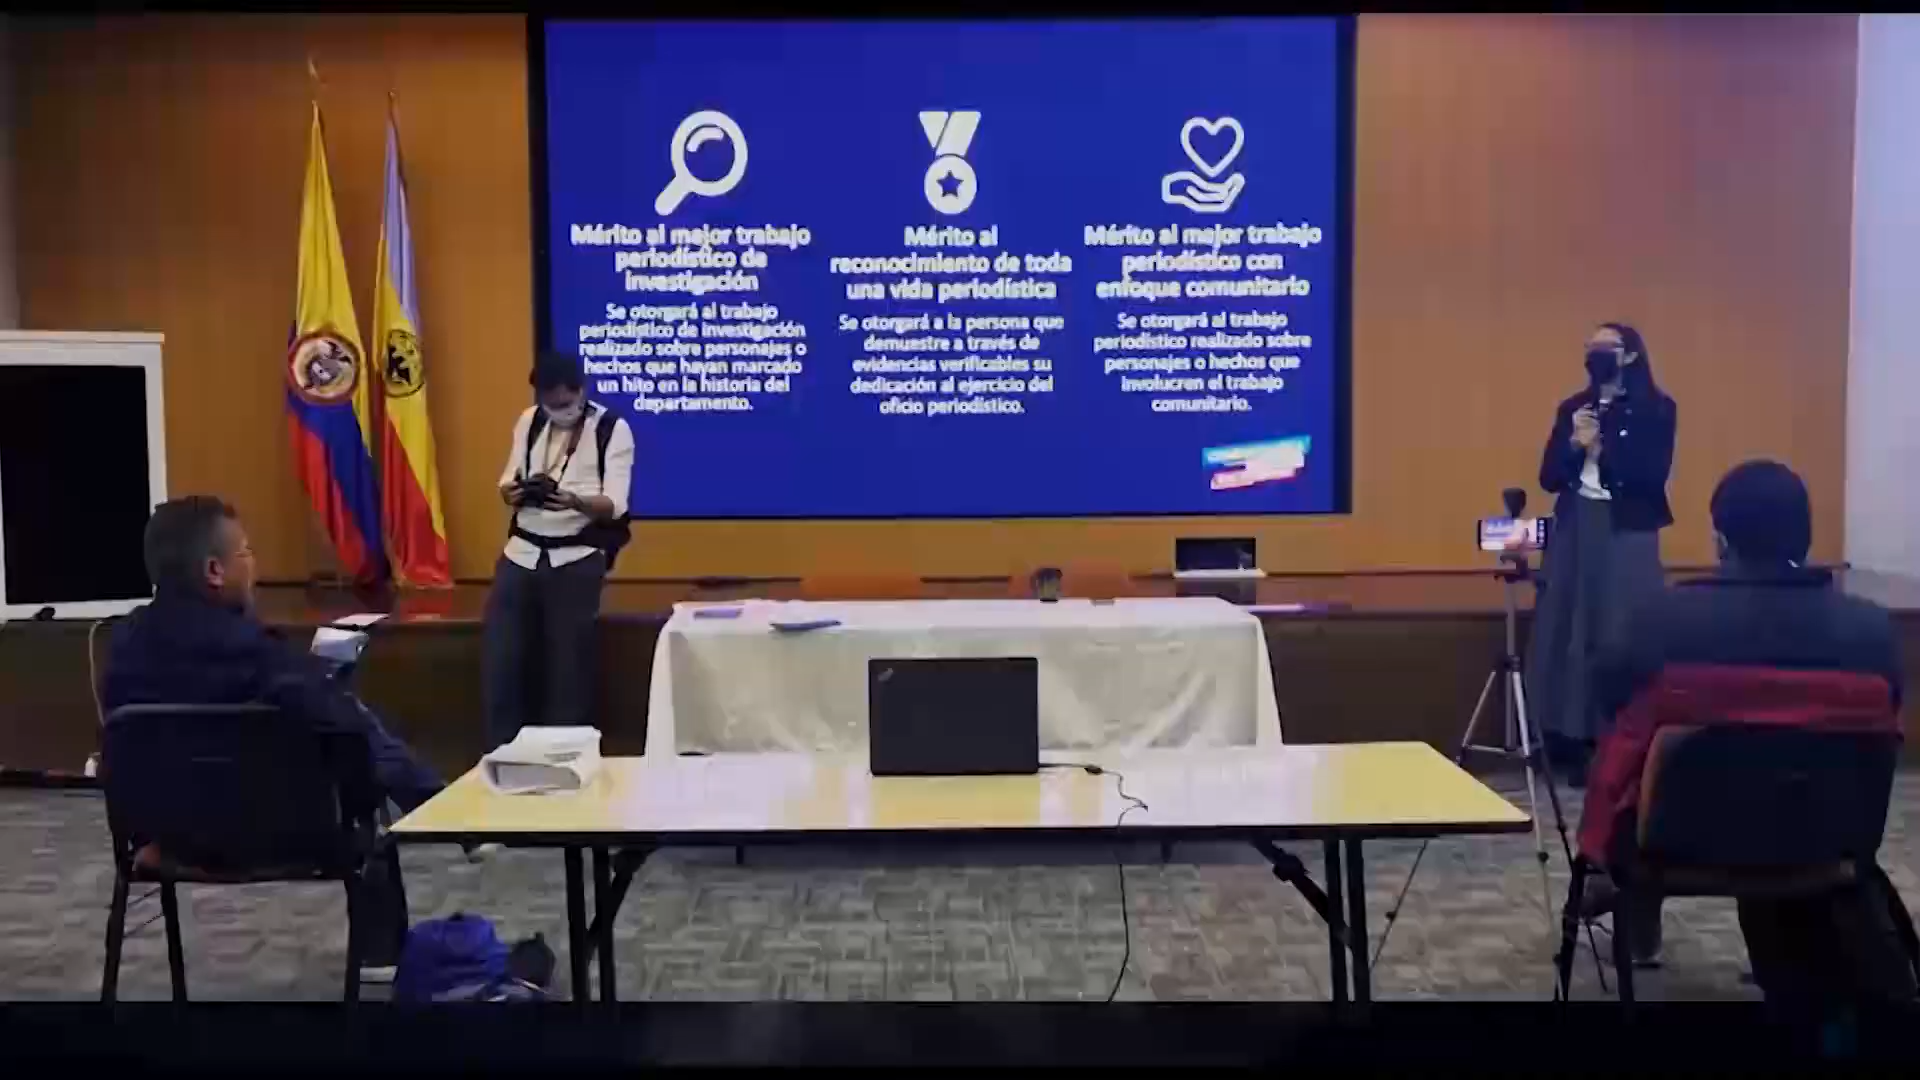 Mérito al mejor trabajo
periodístico de
investigación
Se otorgará al trabajo
periodístico de investigación
realizado sobre personajes o
hechos que hayan marcado
un hito en la historia del
departamento.
Mérito al
reconocimiento de toda
una vida periodística
Se otorgará a la persona que
demuestre a través de
evidencias verificables su
dedicación al ejercicio del
oficio periodístico.
Mérito al mejor trabajo
periodístico con
enfoque comunitario
Se otorgará al trabajo
periodístico realizado sobre
personajes o hechos que
involucren el trabajo
comunitario.